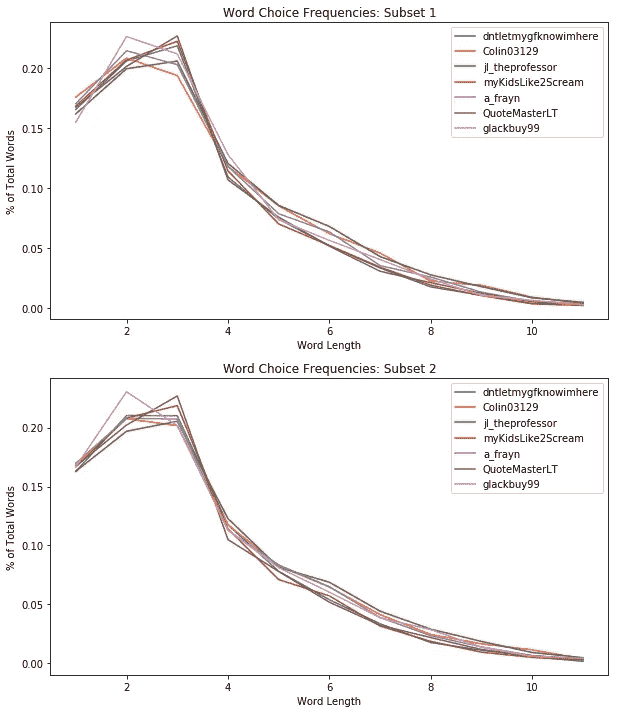 Word Choice Frequencies: Subset 1
0.20
0.15
0.10
0.05
0.00
% of Total Words
2 4 6 8 10
Word Length
dntletmygfknowimhere
Colin03129
jl_theprofessor
myKidsLike2Scream
a_frayn
QuoteMasterLT
glackbuy99
Word Choice Frequencies: Subset 2
0.20
0.15
0.10
0.05
0.00
% of Total Words
2 4 6 8 10
Word Length
dntletmygfknowimhere
Colin03129
jl_theprofessor
myKidsLike2Scream
a_frayn
QuoteMasterLT
glackbuy99